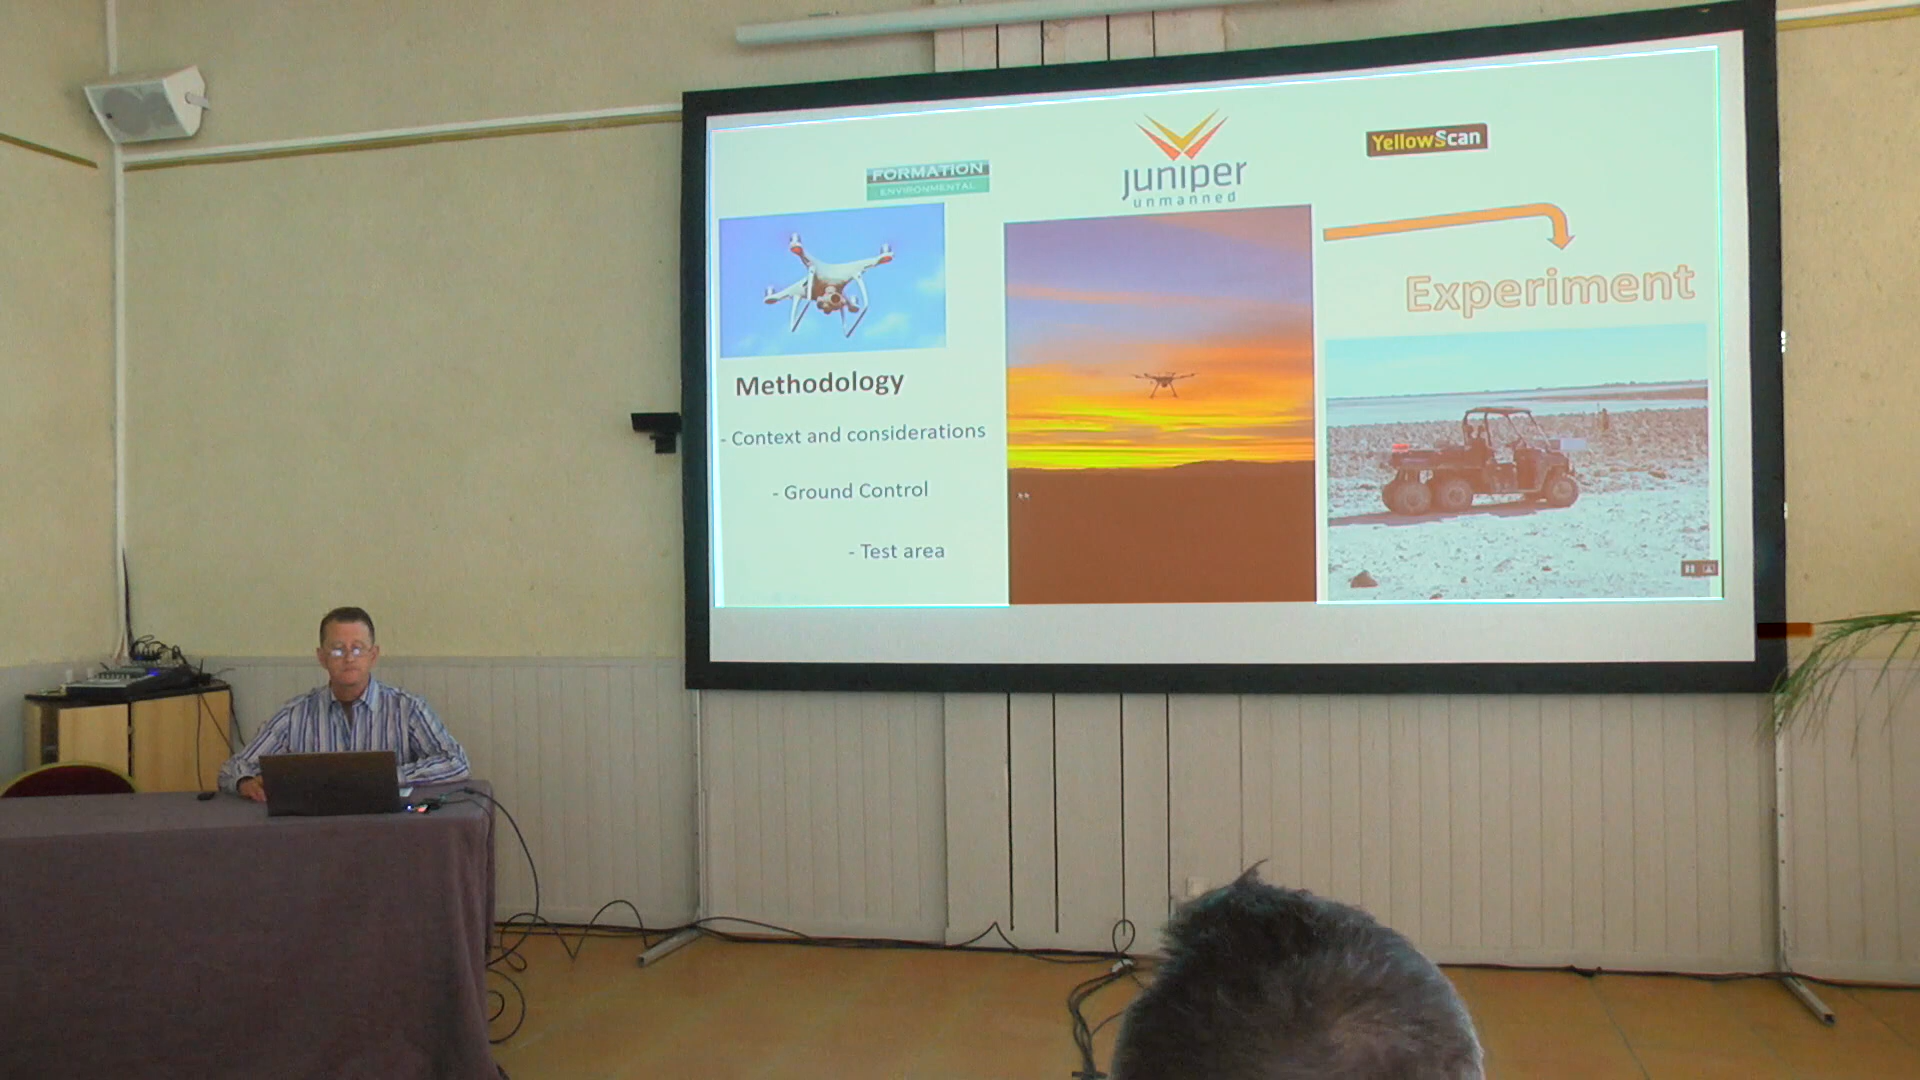 FORMATION
ENVIRONMENTAL
juniper
unmanned
YellowScan
Experiment
Methodology
- Context and considerations
- Ground Control
- Test area